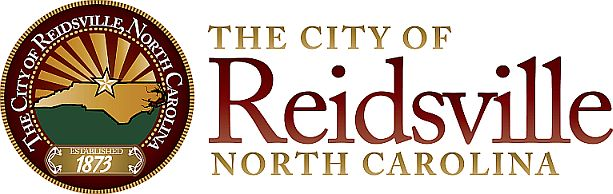 THE CITY OF REIDSVILLE, NORTH CAROLINA
ESTABLISHED
1873
THE CITY OF
Reidsville
NORTH CAROLINA